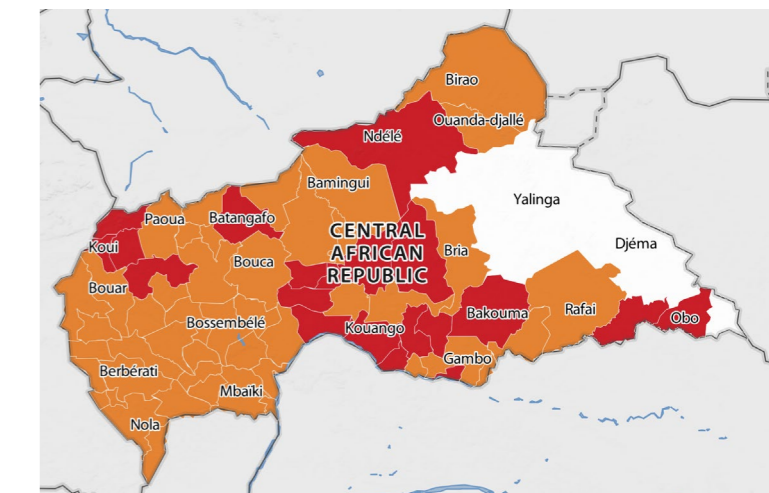 Birao
Ouanda-djallé
Ndélé
Bamingui
Yalinga
Paoua
Batangafo
CENTRAL
AFRICAN
REPUBLIC
Koui
Djéma
Bria
Bouca
Bouar
Rafai
Bakouma
Obo
Bossembélé
Kouango
Gambo
Berbérati
Mbaïki
Nola